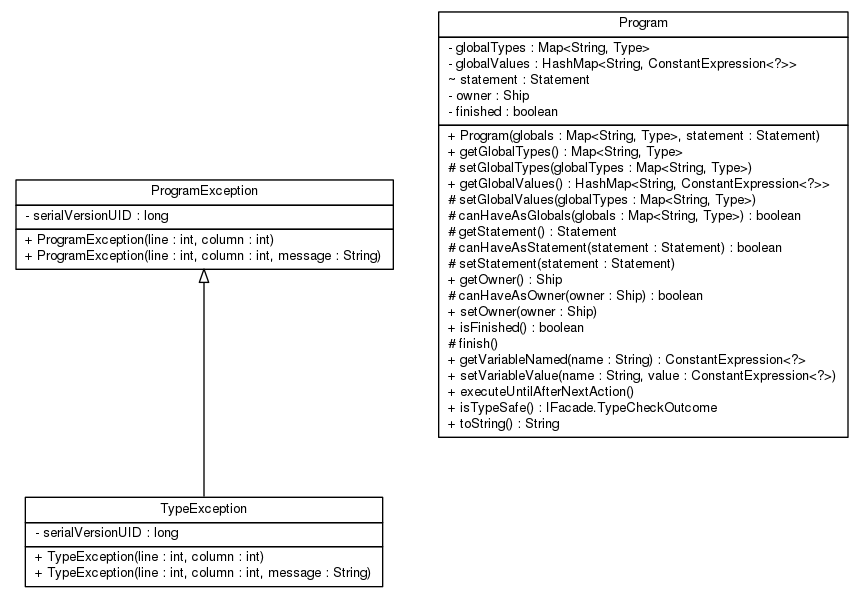 Program
- globalTypes : Map<String, Type>
- globalValues : HashMap<String, ConstantExpression<?>>
~ statement : Statement
- owner : Ship
- finished : boolean
+ Program(globals : Map<String, Type>, statement : Statement)
+ getGlobalTypes() : Map<String, Type>
# setGlobalTypes(globalTypes : Map<String, Type>)
+ getGlobalValues() : HashMap<String, ConstantExpression<?>>
# setGlobalValues(globalTypes : Map<String, Type>)
# canHaveAsGlobals(globals : Map<String, Type>) : boolean
# getStatement() : Statement
# canHaveAsStatement(statement : Statement) : boolean
# setStatement(statement : Statement)
+ getOwner() : Ship
# canHaveAsOwner(owner : Ship) : boolean
+ setOwner(owner : Ship)
+ isFinished() : boolean
# finish()
+ getVariableNamed(name : String) : ConstantExpression<?>
+ setVariableValue(name : String, value : ConstantExpression<?>)
+ executeUntilAfterNextAction()
+ isTypeSafe() : IFacade.TypeCheckOutcome
+ toString() : String
ProgramException
- serialVersionUID : long
+ ProgramException(line : int, column : int)
+ ProgramException(line : int, column : int, message : String)
TypeException
- serialVersionUID : long
+ TypeException(line : int, column : int)
+ TypeException(line : int, column : int, message : String)